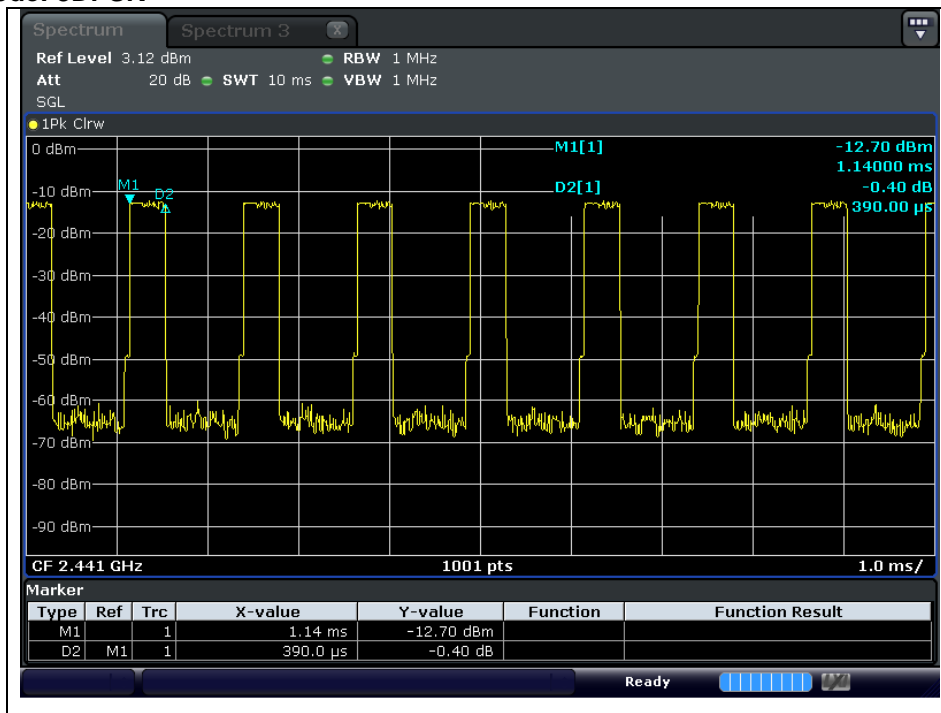 Spectrum Spectrum 3 X
Ref Level 3.12 dBm RBW 1 MHz
Att 20 dB SWT 10 ms VBW 1 MHz
SGL
1Pk Clrw
0 dBm
-10 dBm
-20 dBm
-30 dBm
-40 dBm
-50 dBm
-60 dBm
-70 dBm
-80 dBm
-90 dBm
M1
D2
M1[1] -12.70 dBm
1.14000 ms
D2[1] -0.40 dB
390.00 µs
CF 2.441 GHz 1001 pts 1.0 ms/
Marker
Type Ref Trc X-value Y-value Function Function Result
M1 1 1.14 ms -12.70 dBm
D2 M1 1 390.0 µs -0.40 dB
Ready